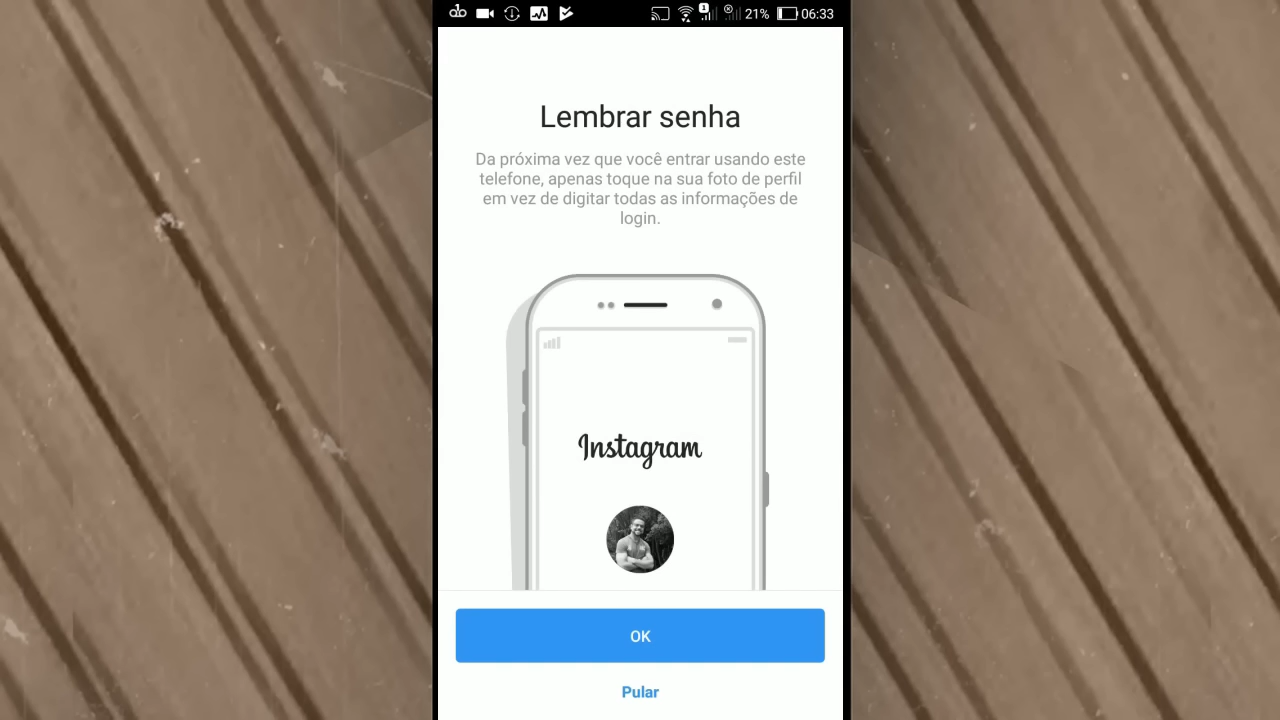 1
21%
06:33
Lembrar senha
Da próxima vez que você entrar usando este
telefone, apenas toque na sua foto de perfil
em vez de digitar todas as informações de
login.
Instagram
OK
Pular